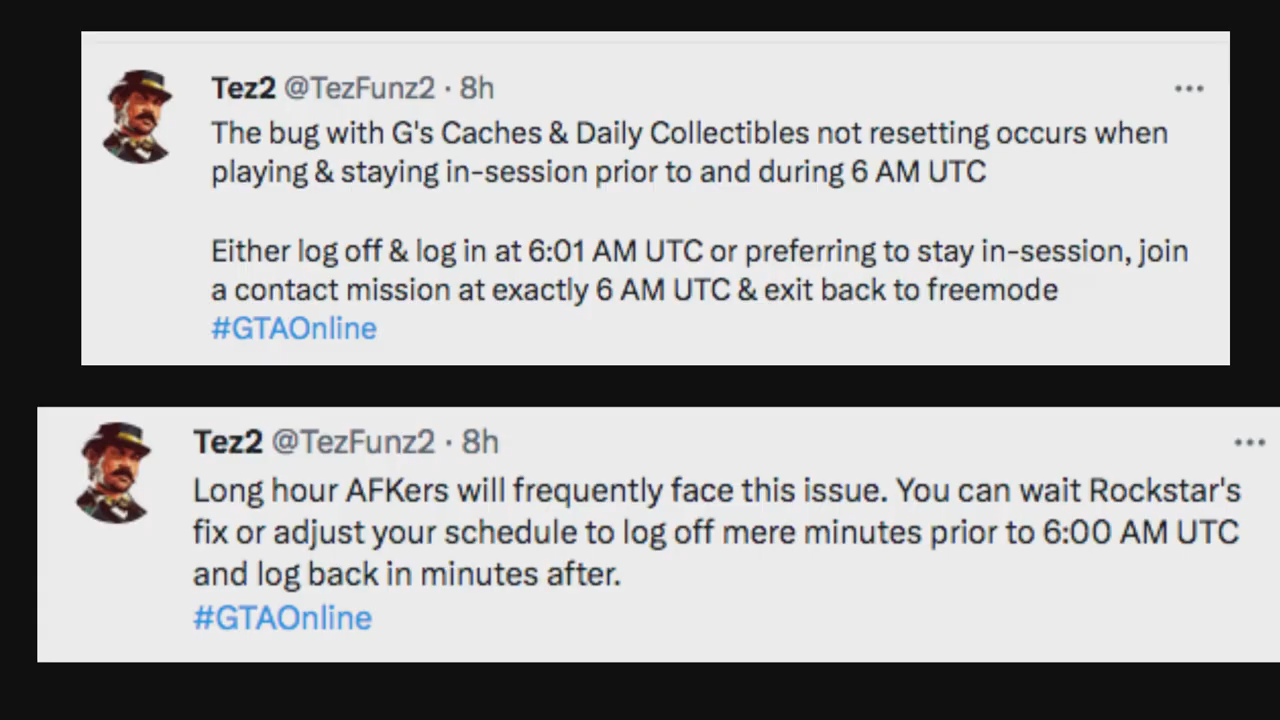 Tez2 @TezFunz2 · 8h
The bug with G's Caches & Daily Collectibles not resetting occurs when
playing & staying in-session prior to and during 6 AM UTC
Either log off & log in at 6:01 AM UTC or preferring to stay in-session, join
a contact mission at exactly 6 AM UTC & exit back to freemode
#GTAOnline
Tez2 @TezFunz2 · 8h
Long hour AFKers will frequently face this issue. You can wait Rockstar's
fix or adjust your schedule to log off mere minutes prior to 6:00 AM UTC
and log back in minutes after.
#GTAOnline